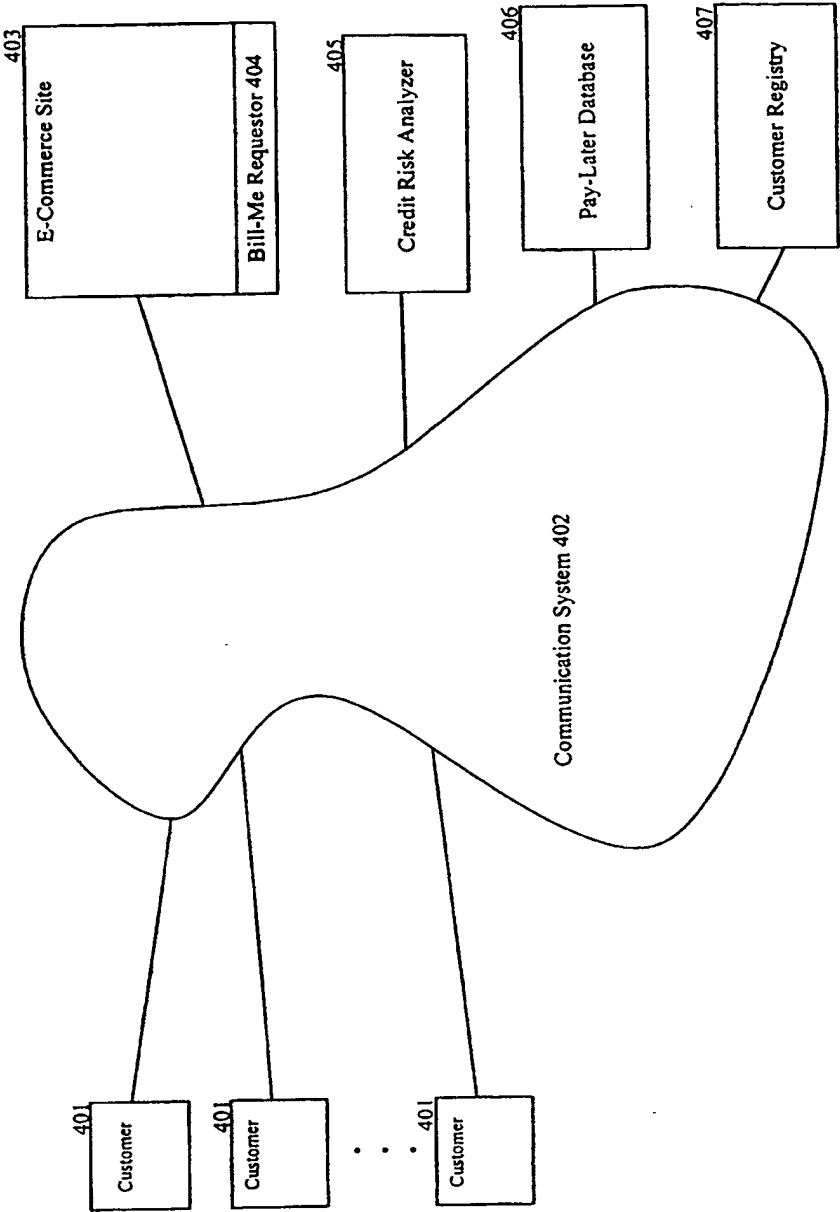 403
E-Commerce Site
Bill-Me Requestor 404
405
Credit Risk Analyzer
406
Pay-Later Database
407
Customer Registry
Communication System 402
401
Customer
401
Customer
401
Customer